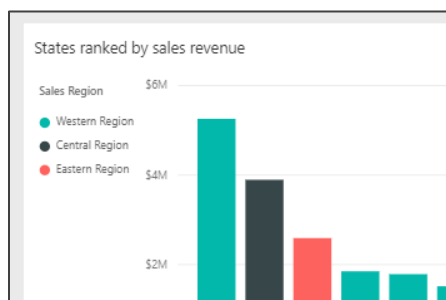 States ranked by sales revenue
Sales Region
Western Region
Central Region
Eastern Region
$6M
$4M
$2M